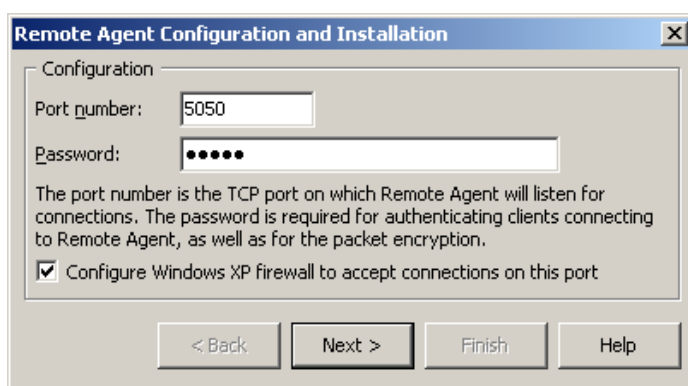 Remote Agent Configuration and Installation
Configuration
Port number: 5050
Password: •••••
The port number is the TCP port on which Remote Agent will listen for
connections. The password is required for authenticating clients connecting
to Remote Agent, as well as for the packet encryption.
Configure Windows XP firewall to accept connections on this port
< Back Next > Finish Help